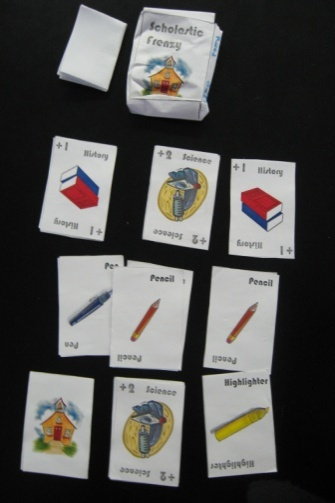 Scholastic
Frenzy
+1 History
History +1
+2 Science
Science +2
+1 History
History +1
Pen
Pen
Pencil
Pencil
Pencil
Pencil
+2 Science
Science +2
Highlighter
Highlighter